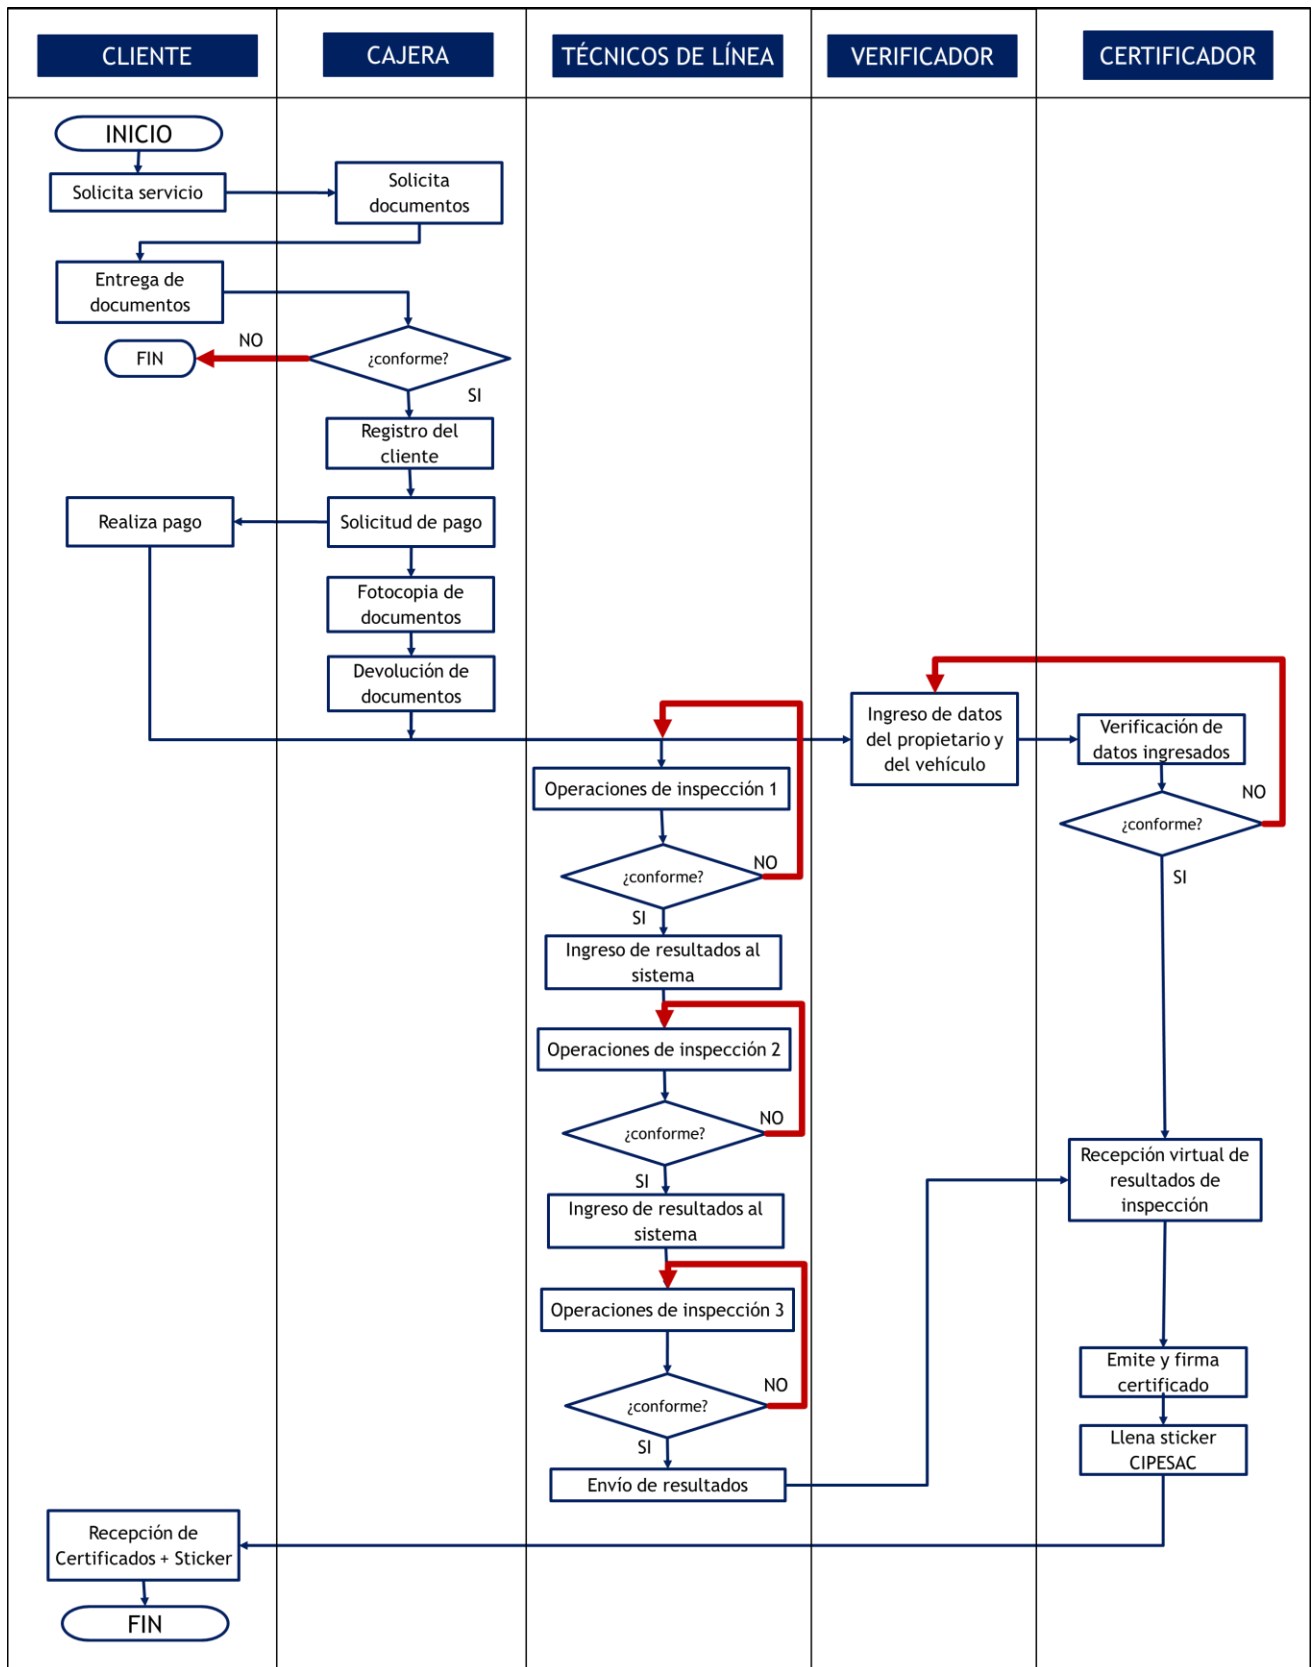 CLIENTE
CAJERA
TÉCNICOS DE LÍNEA
VERIFICADOR
CERTIFICADOR
INICIO
Solicita servicio
Solicita
documentos
Entrega de
documentos
NO
FIN
¿conforme?
SI
Registro del
cliente
Realiza pago
Solicitud de pago
Fotocopia de
documentos
Devolución de
documentos
Ingreso de datos
del propietario y
del vehículo
Verificación de
datos ingresados
Operaciones de inspección 1
NO
¿conforme?
NO
¿conforme?
SI
SI
Ingreso de resultados al
sistema
Operaciones de inspección 2
NO
¿conforme?
SI
Recepción virtual de
resultados de
inspección
Ingreso de resultados al
sistema
Operaciones de inspección 3
NO
¿conforme?
SI
Emite y firma
certificado
Llena sticker
CIPESAC
Envío de resultados
Recepción de
Certificados + Sticker
FIN